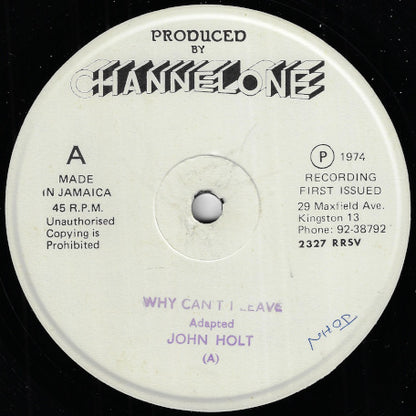 PRODUCED
BY
CHANNEL ONE
A
MADE
IN JAMAICA
45 R.P.M.
Unauthorised
Copying is
Prohibited
P 1974
RECORDING
FIRST ISSUED
29 Maxfield Ave.
Kingston 13
Phone: 92-38792
2327 RRSV
WHY CAN'T I LEAVE
Adapted
JOHN HOLT
(A)